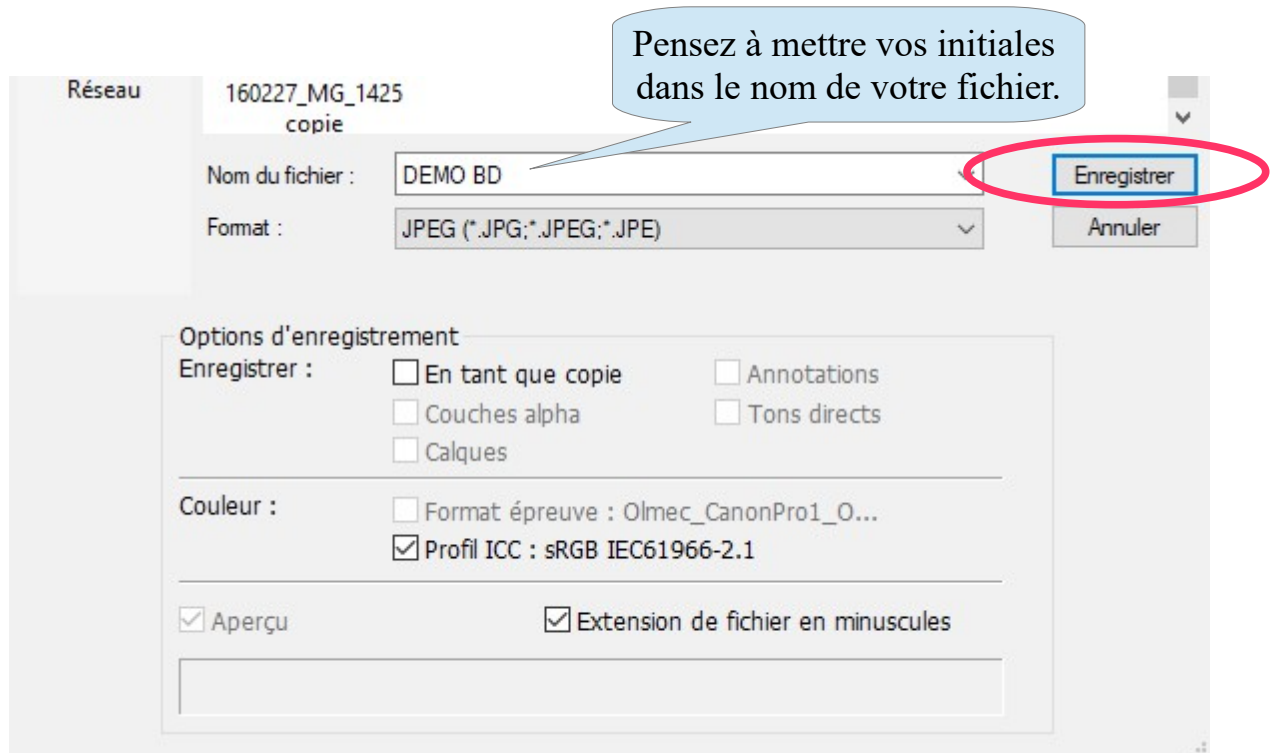 Pensez à mettre vos initiales
dans le nom de votre fichier.
Réseau
160227_MG_1425
copie
Nom du fichier :
DEMO BD
Enregistrer
Format :
JPEG (*.JPG;*.JPEG;*.JPE)
Annuler
Options d'enregistrement
Enregistrer :
En tant que copie
Annotations
Couches alpha
Tons directs
Calques
Couleur :
Format épreuve : Olmec_CanonPro1_O...
Profil ICC : sRGB IEC61966-2.1
Aperçu
Extension de fichier en minuscules